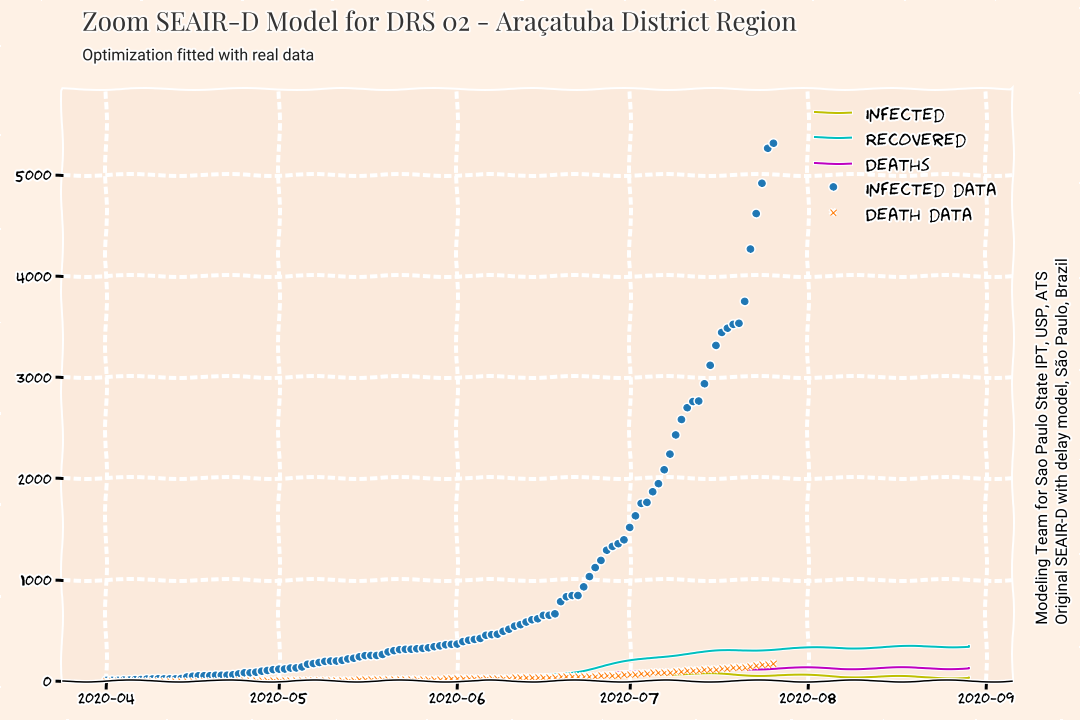 Zoom SEAIR-D Model for DRS 02 - Araçatuba District Region
Optimization fitted with real data
INFECTED
RECOVERED
DEATHS
INFECTED DATA
DEATH DATA
5000
4000
3000
2000
1000
0
2020-04
2020-05
2020-06
2020-07
2020-08
2020-09
Modeling Team for Sao Paulo State IPT, USP, ATS
Original SEAIR-D with delay model, São Paulo, Brazil